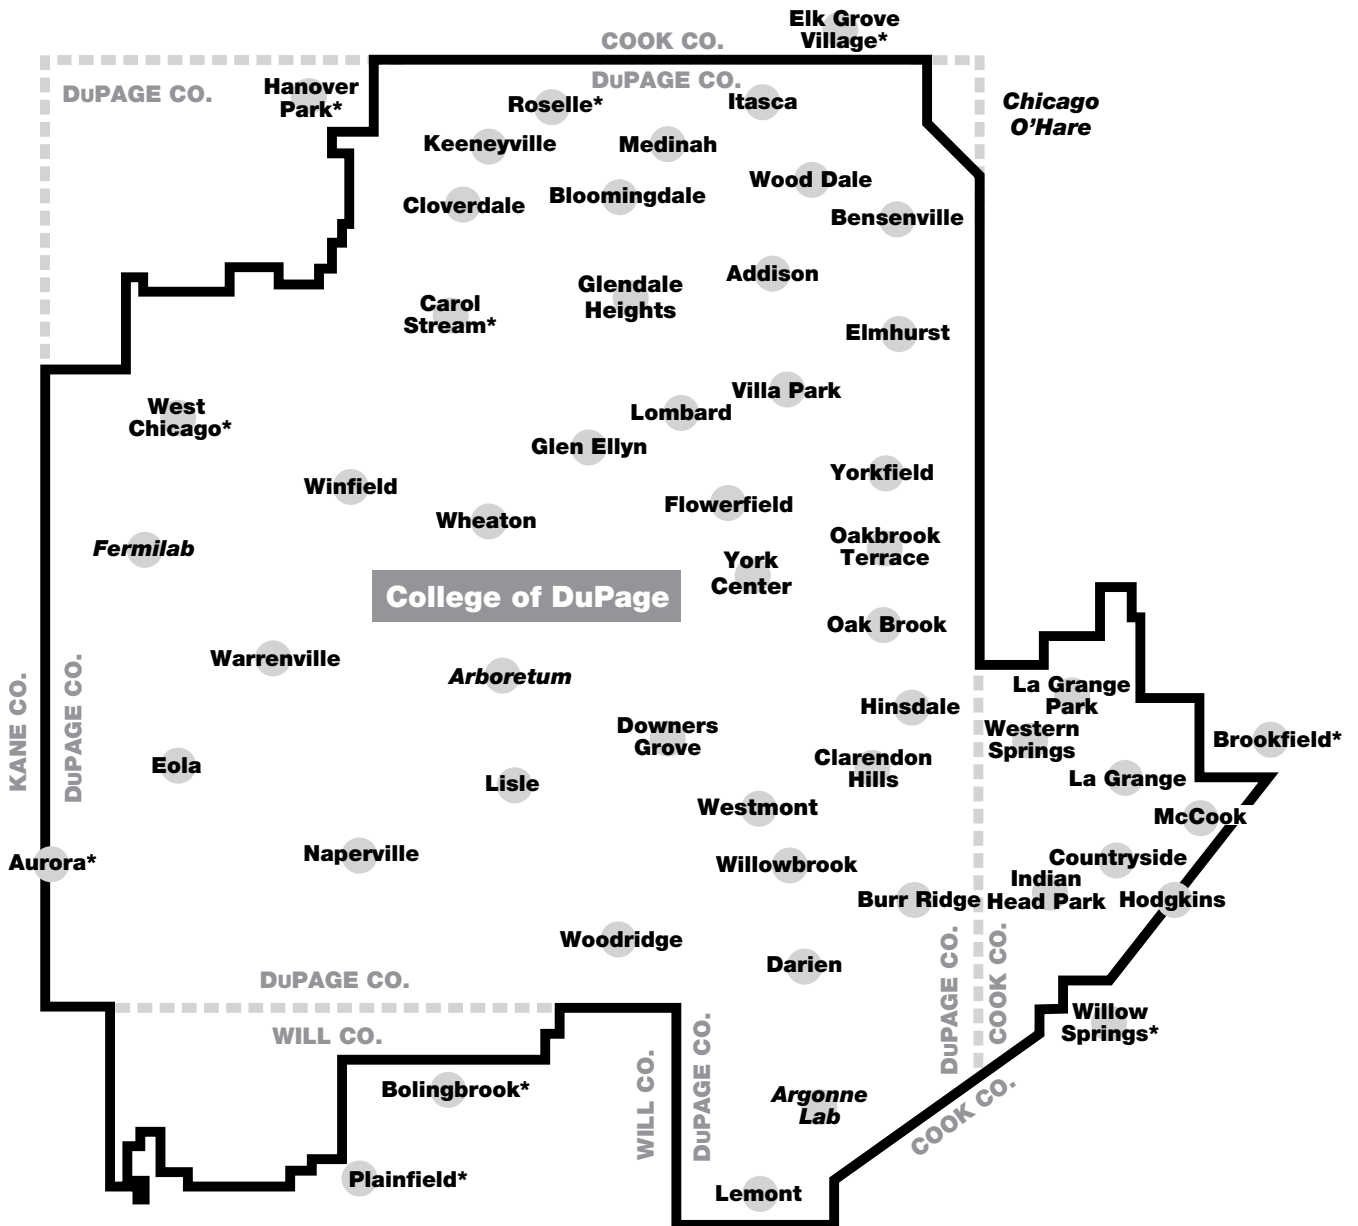 Elk Grove
Village*
COOK CO.
DuPAGE CO.
DuPAGE CO.
Hanover
Park*
Roselle*
Itasca
Chicago
O'Hare
Keeneyville
Medinah
Wood Dale
Cloverdale
Bloomingdale
Bensenville
Addison
Glendale
Heights
Carol
Stream*
Elmhurst
Villa Park
West
Chicago*
Lombard
Glen Ellyn
Yorkfield
Winfield
Flowerfield
Wheaton
Fermilab
Oakbrook
Terrace
York
Center
College of DuPage
Oak Brook
Warrenville
Arboretum
KANE CO.
DuPAGE CO.
La Grange
Park
Hinsdale
Downers
Grove
Western
Springs
Brookfield*
Eola
Clarendon
Hills
La Grange
Lisle
Westmont
McCook
Naperville
Aurora*
Willowbrook
Countryside
Indian
Head Park
Burr Ridge
Hodgkins
Woodridge
Darien
DuPAGE CO.
DuPAGE CO.
COOK CO.
WILL CO.
Willow
Springs*
WILL CO.
DuPAGE CO.
Bolingbrook*
Argonne
Lab
COOK CO.
Plainfield*
Lemont